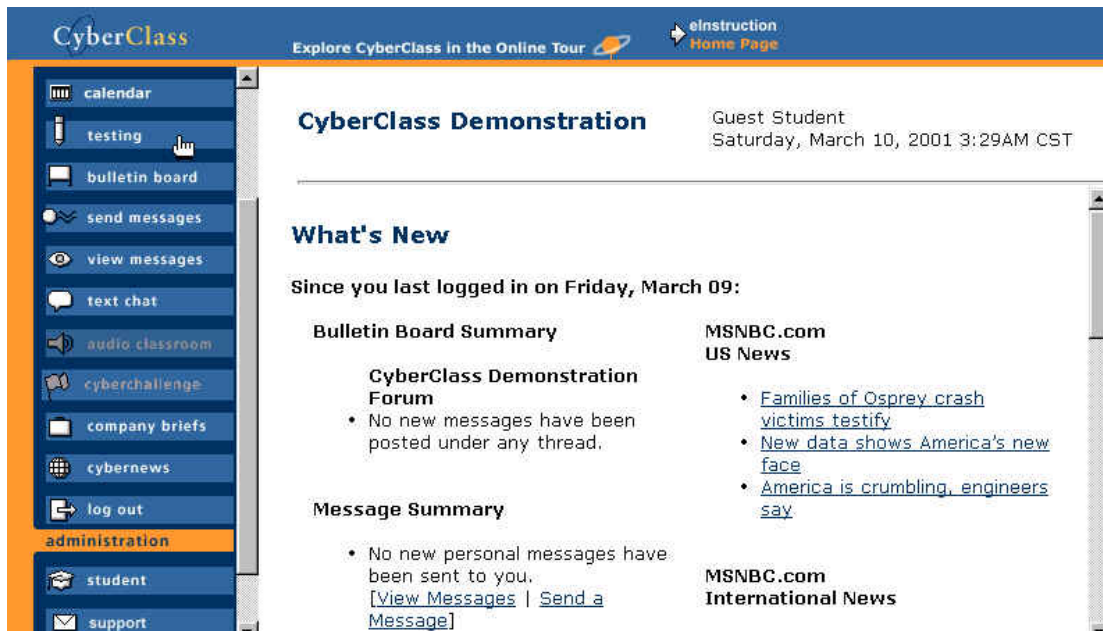 CyberClass
Explore CyberClass in the Online Tour
eInstruction
Home Page
calendar
testing
bulletin board
send messages
view messages
text chat
audio classroom
cyberchallenge
company briefs
cybernews
log out
administration
student
support
CyberClass Demonstration
Guest Student
Saturday, March 10, 2001 3:29AM CST
What's New
Since you last logged in on Friday, March 09:
Bulletin Board Summary
CyberClass Demonstration
Forum
• No new messages have been
posted under any thread.
Message Summary
• No new personal messages have
been sent to you.
[View Messages | Send a
Message]
MSNBC.com
US News
• Families of Osprey crash
victims testify
• New data shows America's new
face
• America is crumbling, engineers
say
MSNBC.com
International News